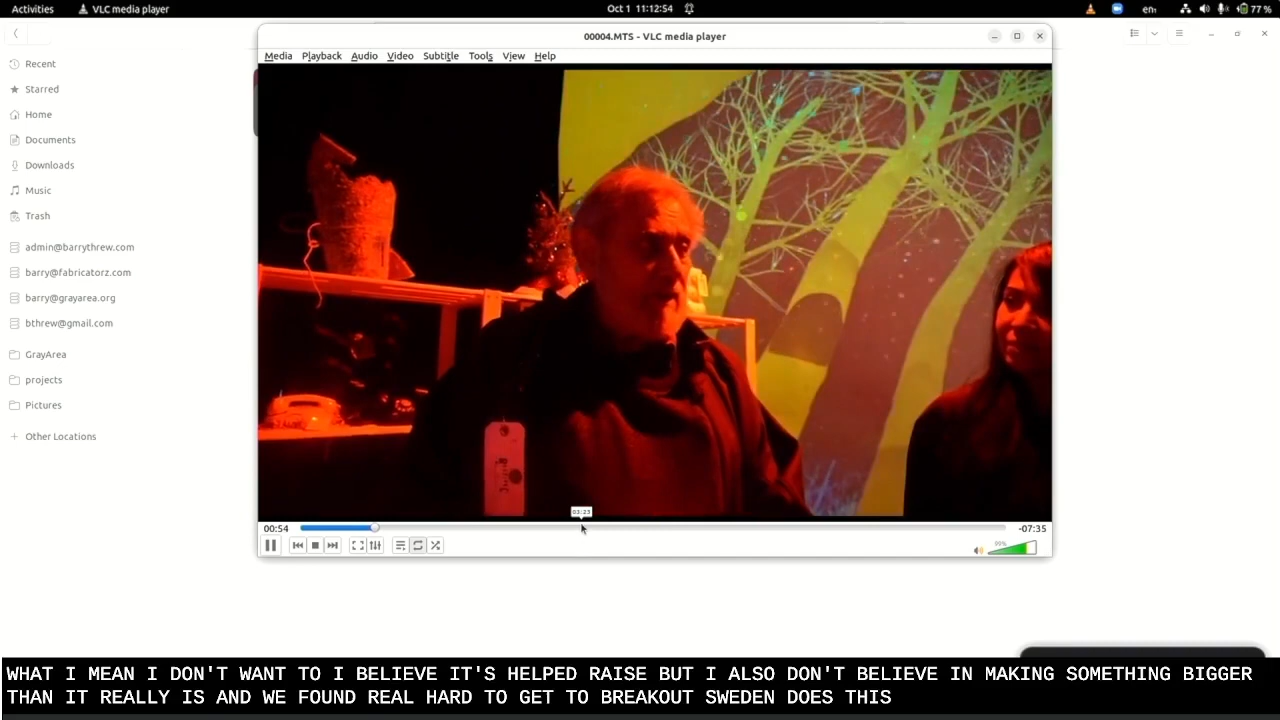 Activities
VLC media player
Oct 1 11:12:54
en₁
77 %
00004.MTS - VLC media player
Media Playback Audio Video Subtitle Tools View Help
Recent
Starred
Home
Documents
Downloads
Music
Trash
admin@barrythrew.com
barry@fabricatorz.com
barry@grayarea.org
bthrew@gmail.com
GrayArea
projects
Pictures
Other Locations
03:23
00:54
-07:35
99%
WHAT I MEAN I DON'T WANT TO I BELIEVE IT'S HELPED RAISE BUT I ALSO DON'T BELIEVE IN MAKING SOMETHING BIGGER
THAN IT REALLY IS AND WE FOUND REAL HARD TO GET TO BREAKOUT SWEDEN DOES THIS